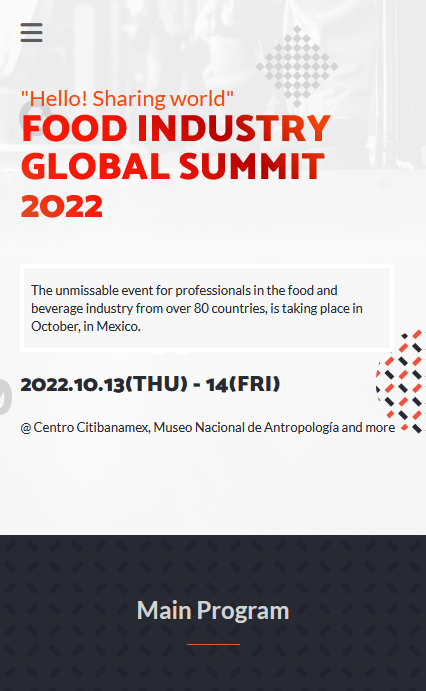 "Hello! Sharing world"
FOOD INDUSTRY
GLOBAL SUMMIT
2022
The unmissable event for professionals in the food and
beverage industry from over 80 countries, is taking place in
October, in Mexico.
2022.10.13(THU) - 14(FRI)
@ Centro Citibanamex, Museo Nacional de Antropología and more
Main Program